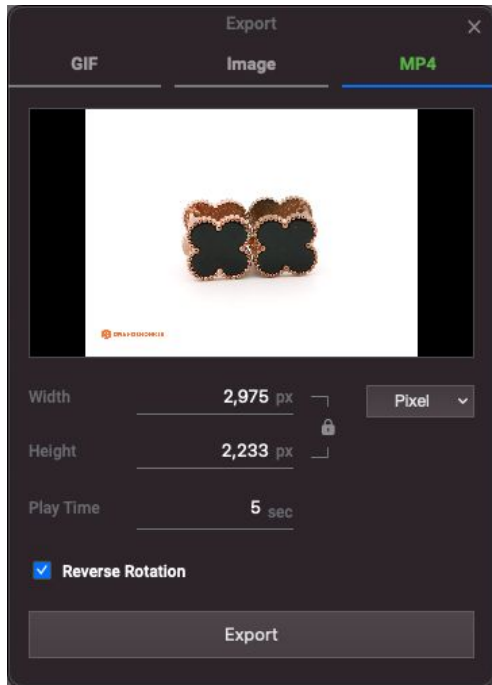 Export
GIF Image MP4
Width 2,975 px Pixel
Height 2,233 px
Play Time 5 sec
Reverse Rotation
Export